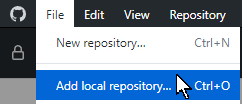 File Edit View Repository
New repository... Ctrl+N
Add local repository... Ctrl+O